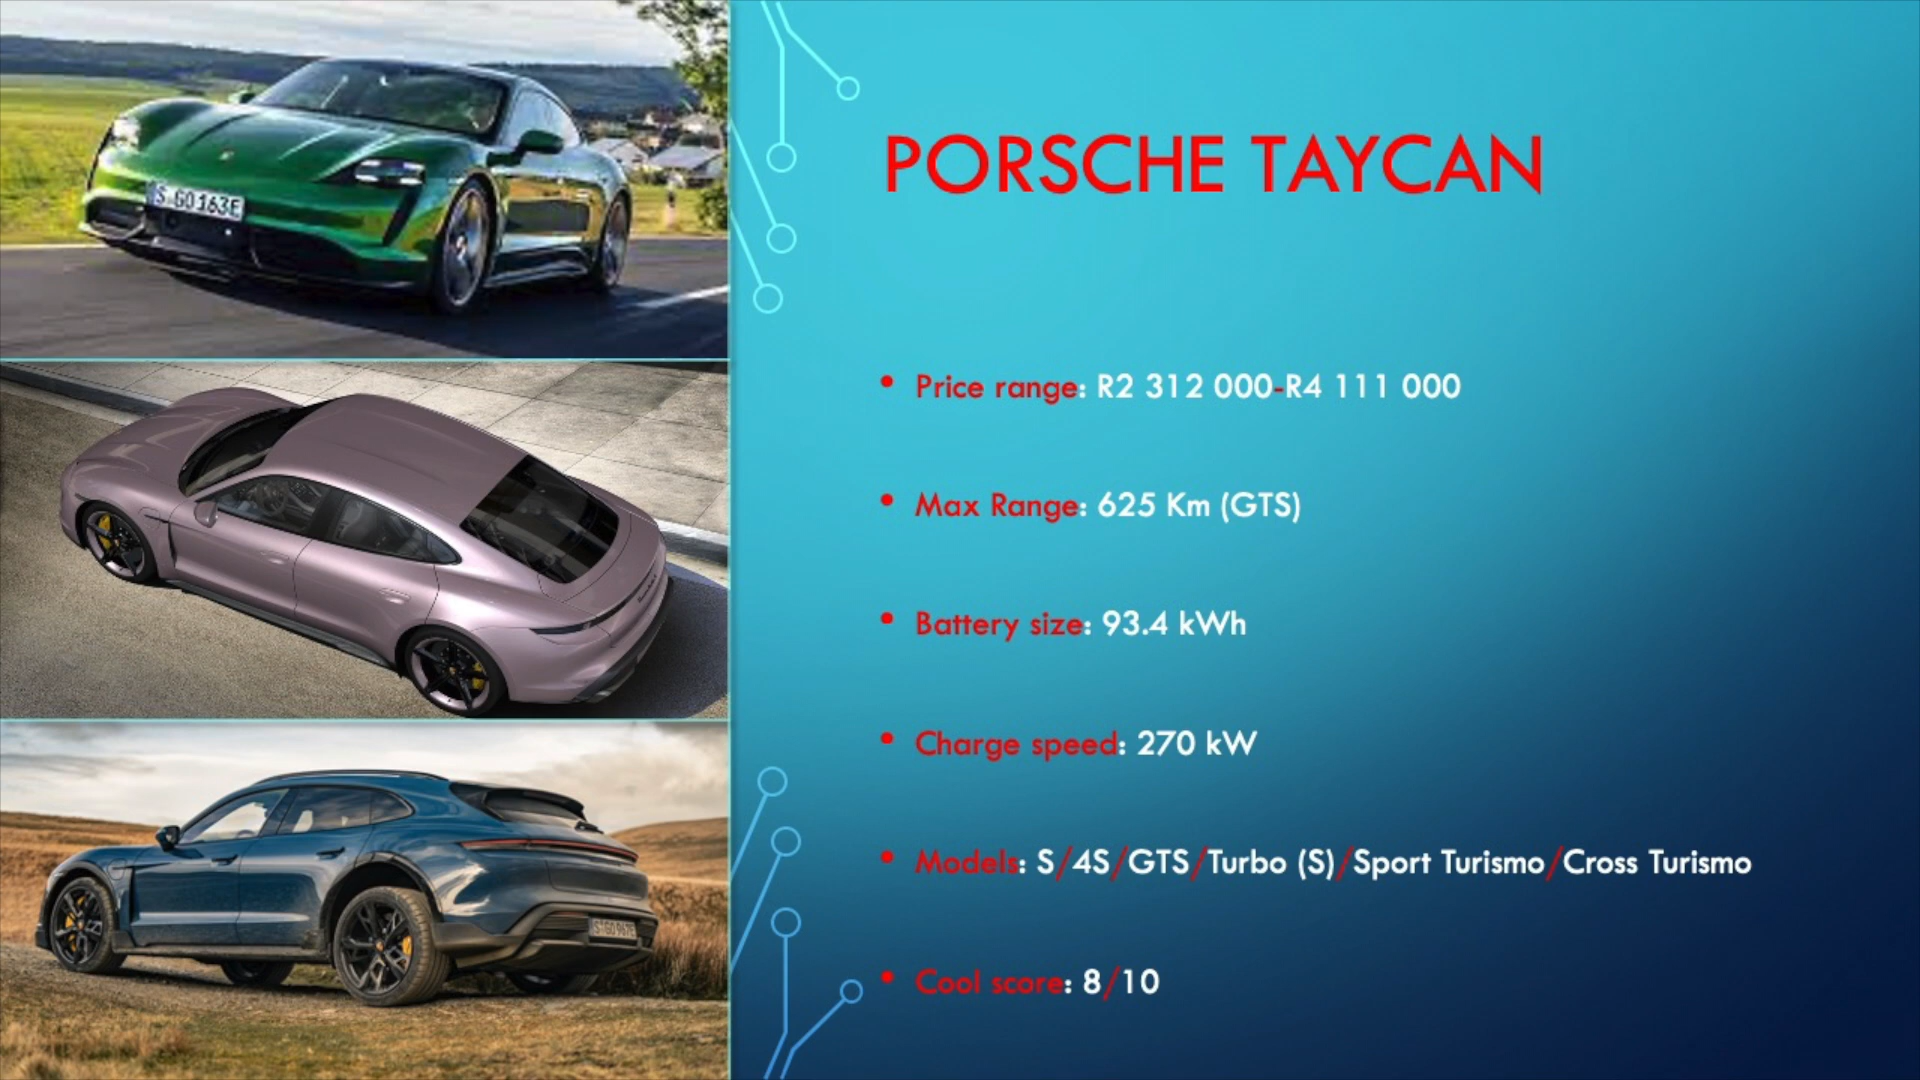 S GO 163E
PORSCHE TAYCAN
• Price range: R2 312 000-R4 111 000
• Max Range: 625 Km (GTS)
• Battery size: 93.4 kWh
• Charge speed: 270 kW
• Models: S/4S/GTS/Turbo (S)/Sport Turismo/Cross Turismo
• Cool score: 8/10
S GO 967E